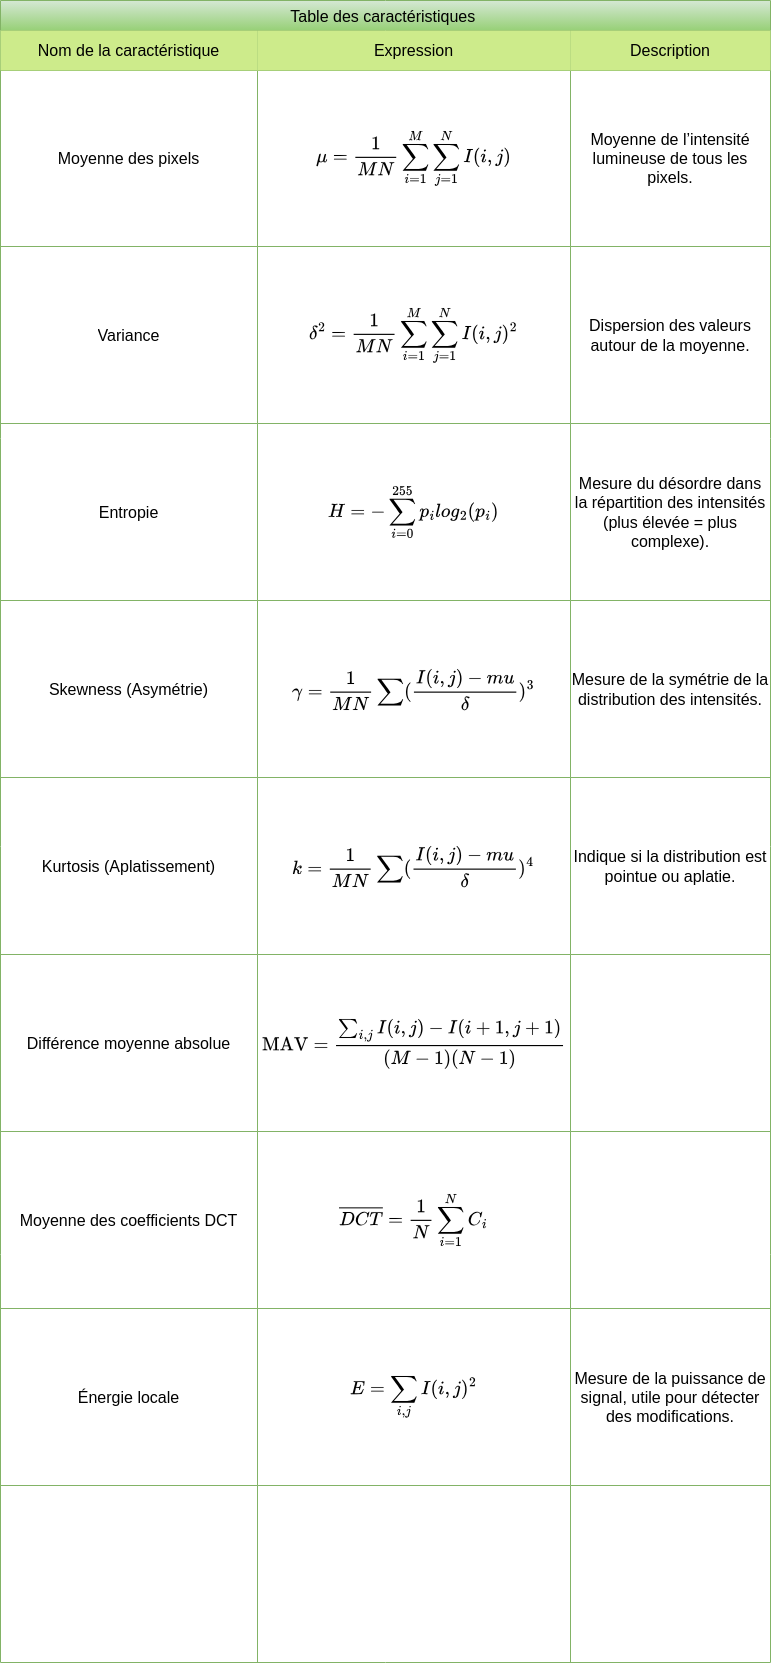 Table des caractéristiques
Nom de la caractéristique Expression Description
Moyenne des pixels
μ = \frac{1}{MN} \sum_{i=1}^{M} \sum_{j=1}^{N} I(i, j)
Moyenne de l’intensité
lumineuse de tous les
pixels.
Variance
δ^2 = \frac{1}{MN} \sum_{i=1}^{M} \sum_{j=1}^{N} I(i, j)^2
Dispersion des valeurs
autour de la moyenne.
Entropie
H = - \sum_{i=0}^{255} p_i log_2(p_i)
Mesure du désordre dans
la répartition des intensités
(plus élevée = plus
complexe).
Skewness (Asymétrie)
γ = \frac{1}{MN} \sum (\frac{I(i, j) - mu}{δ})^3
Mesure de la symétrie de la
distribution des intensités.
Kurtosis (Aplatissement)
k = \frac{1}{MN} \sum (\frac{I(i, j) - mu}{δ})^4
Indique si la distribution est
pointue ou aplatie.
Différence moyenne absolue
MAV = \frac{\sum_{i,j} I(i, j) - I(i + 1, j + 1)}{(M - 1)(N - 1)}
Moyenne des coefficients DCT
\overline{DCT} = \frac{1}{N} \sum_{i=1}^{N} C_i
Énergie locale
E = \sum_{i,j} I(i, j)^2
Mesure de la puissance de
signal, utile pour détecter
des modifications.